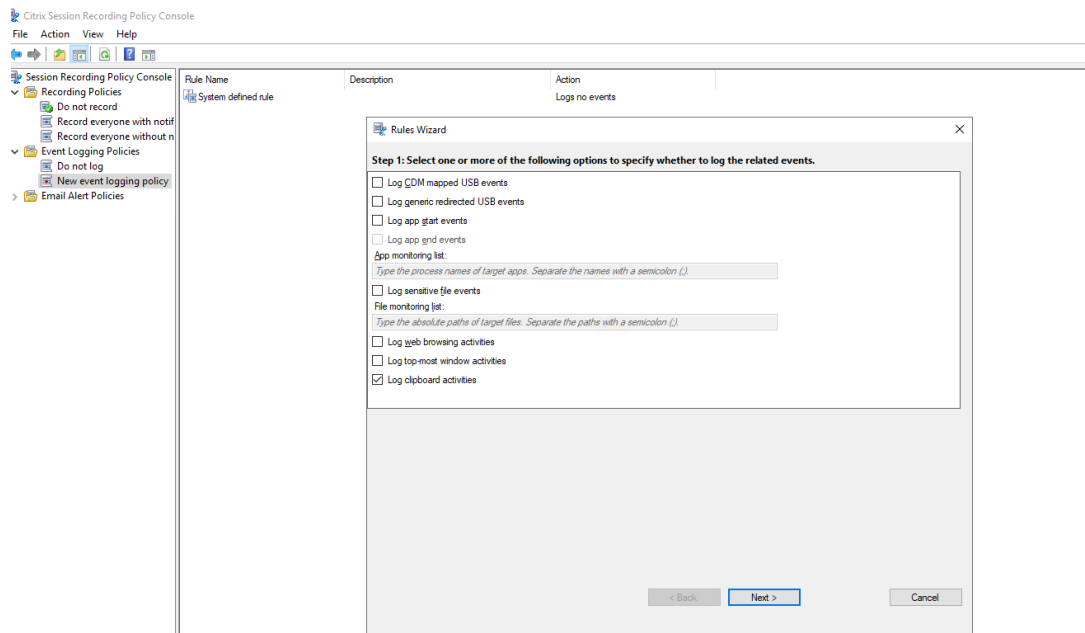 Citrix Session Recording Policy Console
File Action View Help
Session Recording Policy Console
Recording Policies
Do not record
Record everyone with notif
Record everyone without n
Event Logging Policies
Do not log
New event logging policy
Email Alert Policies
Rule Name Description Action
System defined rule Logs no events
Rules Wizard
Step 1: Select one or more of the following options to specify whether to log the related events.
Log CDM mapped USB events
Log generic redirected USB events
Log app start events
Log app end events
App monitoring list:
Type the process names of target apps. Separate the names with a semicolon (;).
Log sensitive file events
File monitoring list:
Type the absolute paths of target files. Separate the paths with a semicolon (;).
Log web browsing activities
Log top-most window activities
Log clipboard activities
< Back Next > Cancel